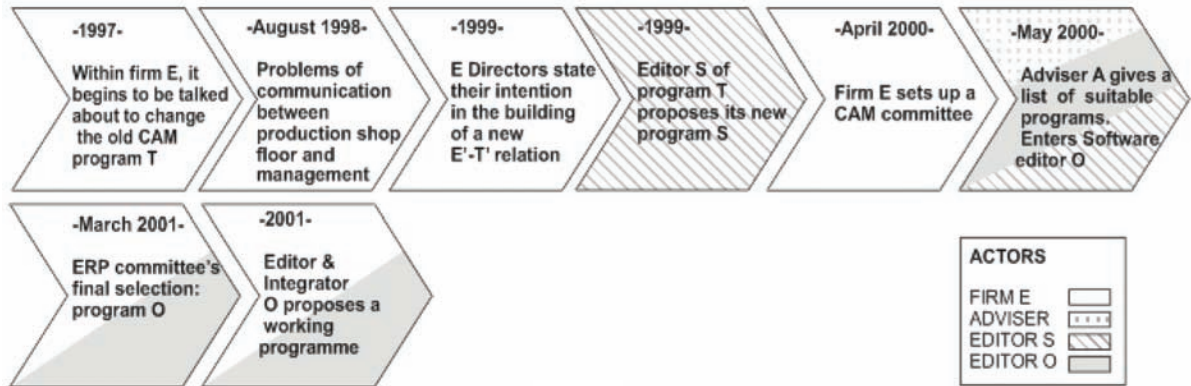 -1997-
Within firm E, it
begins to be talked
about to change
the old CAM
program T
-August 1998-
Problems of
communication
between
production shop
floor and
management
-1999-
E Directors state
their intention
in the building
of a new
E'-T' relation
-1999-
Editor S of
program T
proposes its new
program S
-April 2000-
Firm E sets up a
CAM committee
-May 2000-
Adviser A gives a
list of suitable
programs.
Enters Software
editor O
-March 2001-
ERP committee's
final selection:
program O
-2001-
Editor &
Integrator
O proposes a
working
programme
ACTORS
FIRM E
ADVISER
EDITOR S
EDITOR O